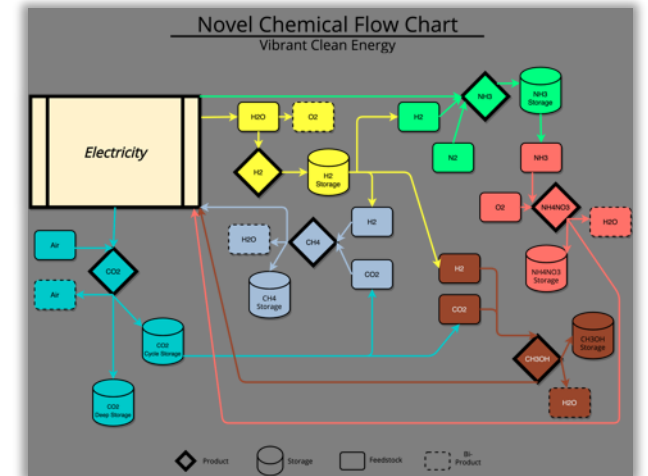 Novel Chemical Flow Chart
Vibrant Clean Energy
Electricity
H2O
O2
H2
H2
Storage
H2
N2
NH3
NH3
Storage
NH3
O2
NH4NO3
H2O
NH4NO3
Storage
Air
CO2
Air
CO2
Cycle Storage
CO2
Deep Storage
H2O
CH4
CH4
Storage
H2
CO2
H2
CO2
CH3OH
CH3OH
Storage
H2O
Product
Storage
Feedstock
Bi-
Product